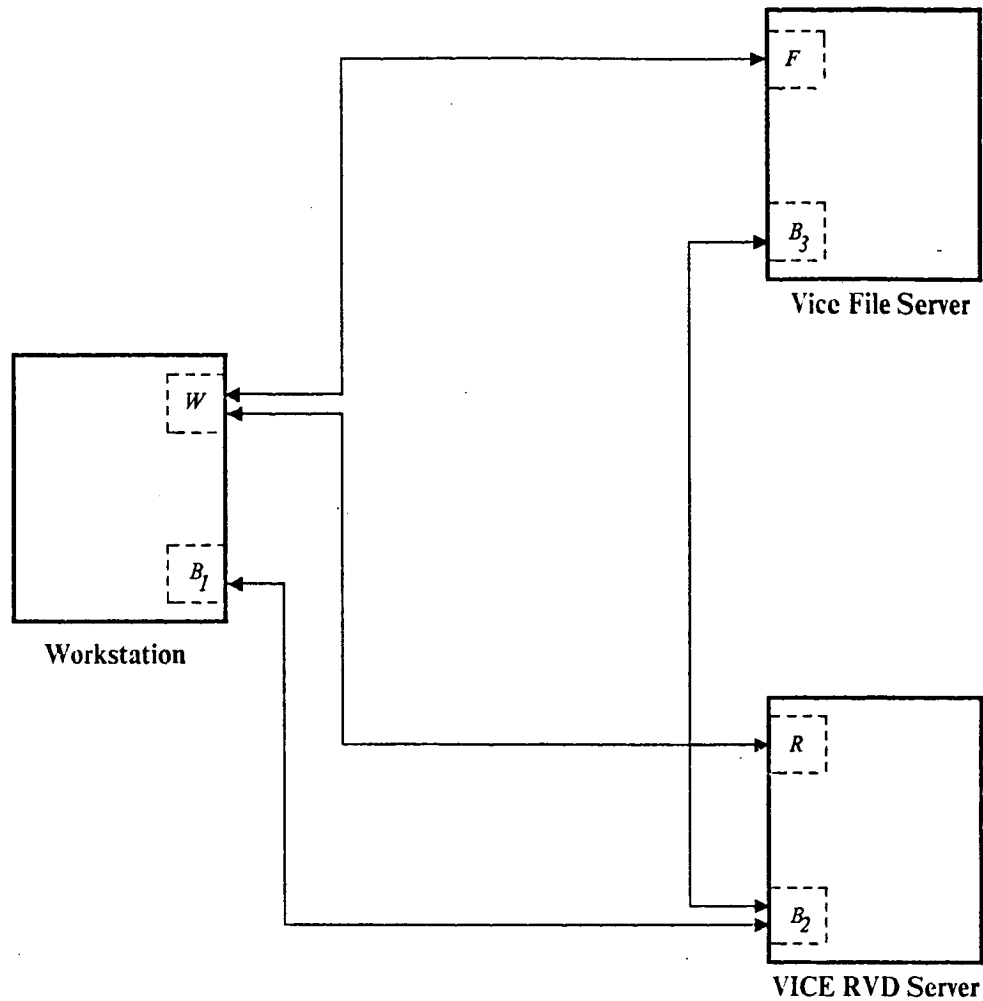 F
B3
Vice File Server
W
B1
Workstation
R
B2
VICE RVD Server